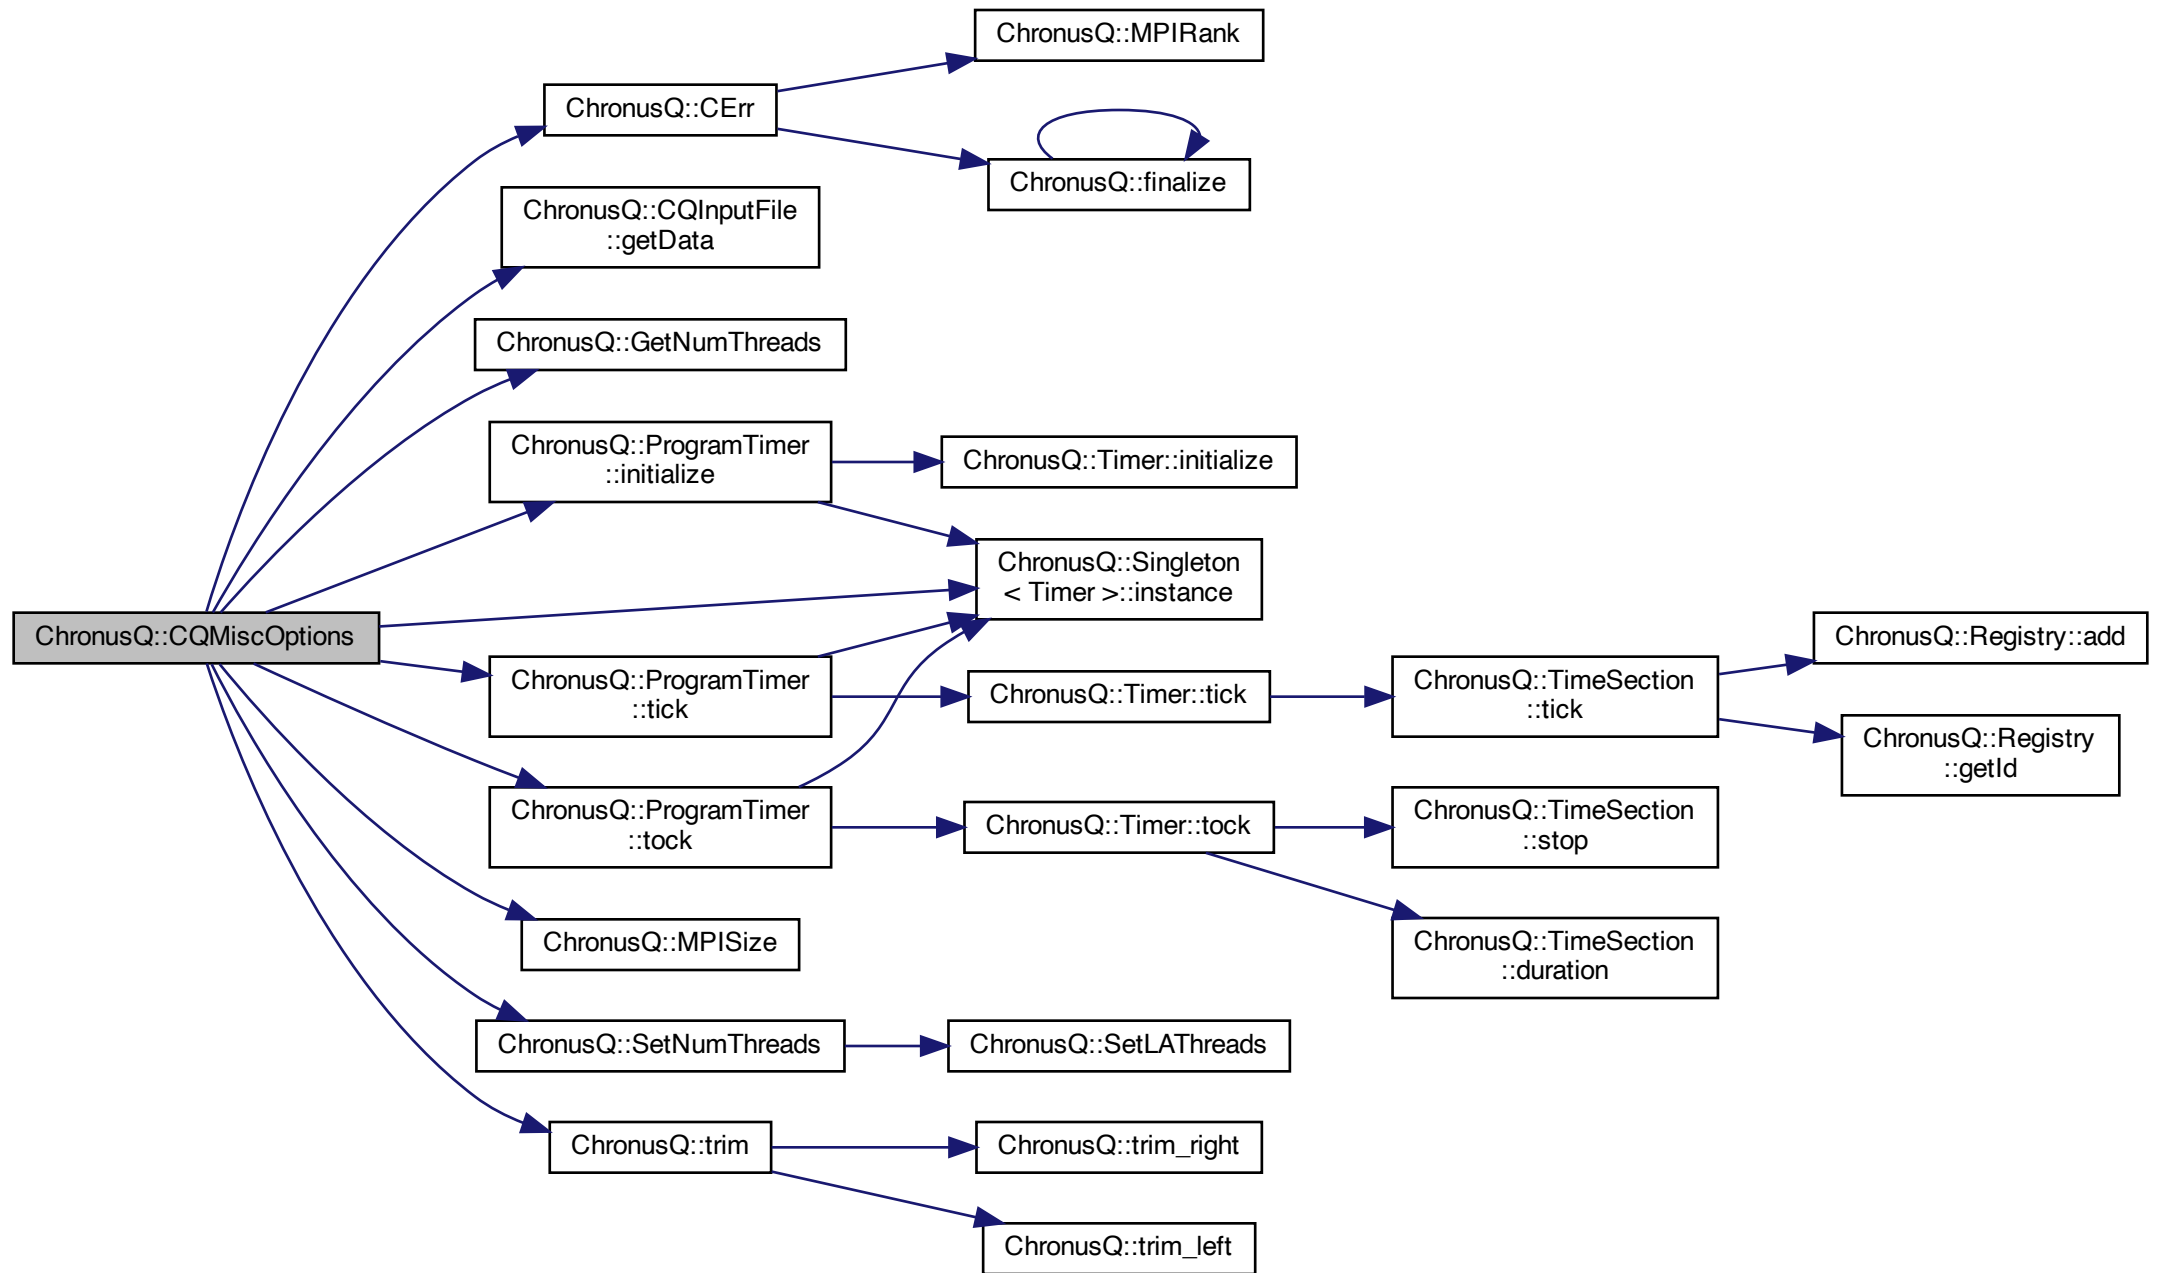 ChronusQ::MPIRank
ChronusQ::CErr
ChronusQ::finalize
ChronusQ::CQInputFile
::getData
ChronusQ::GetNumThreads
ChronusQ::ProgramTimer
::initialize
ChronusQ::Timer::initialize
ChronusQ::Singleton
< Timer >::instance
ChronusQ::CQMiscOptions
ChronusQ::ProgramTimer
::tick
ChronusQ::Timer::tick
ChronusQ::TimeSection
::tick
ChronusQ::Registry::add
ChronusQ::Registry
::getId
ChronusQ::ProgramTimer
::tock
ChronusQ::Timer::tock
ChronusQ::TimeSection
::stop
ChronusQ::TimeSection
::duration
ChronusQ::MPISize
ChronusQ::SetNumThreads
ChronusQ::SetLAThreads
ChronusQ::trim
ChronusQ::trim_right
ChronusQ::trim_left